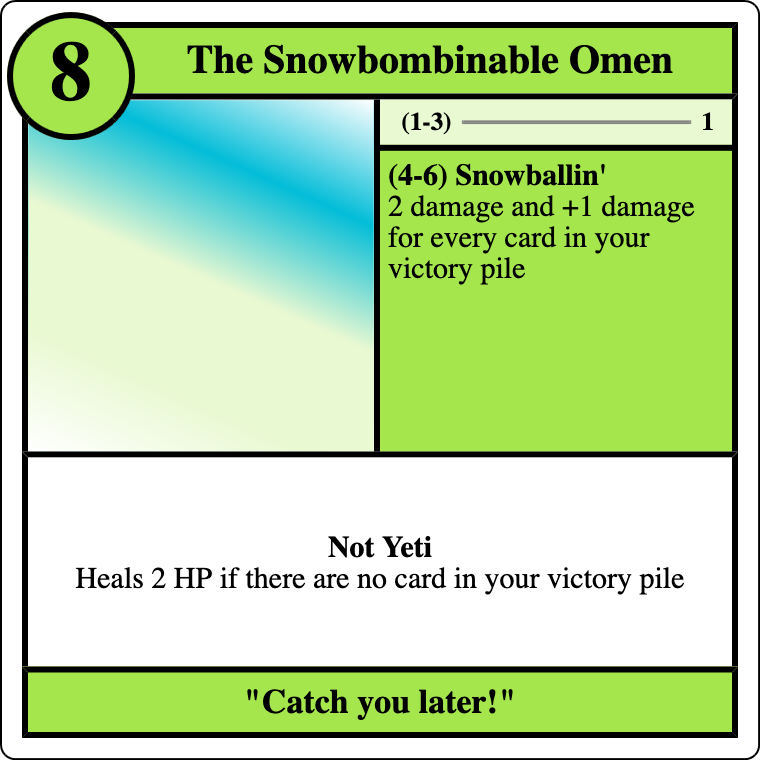 8
The Snowbombinable Omen
(1-3) 1
(4-6) Snowballin'
2 damage and +1 damage
for every card in your
victory pile
Not Yeti
Heals 2 HP if there are no card in your victory pile
"Catch you later!"